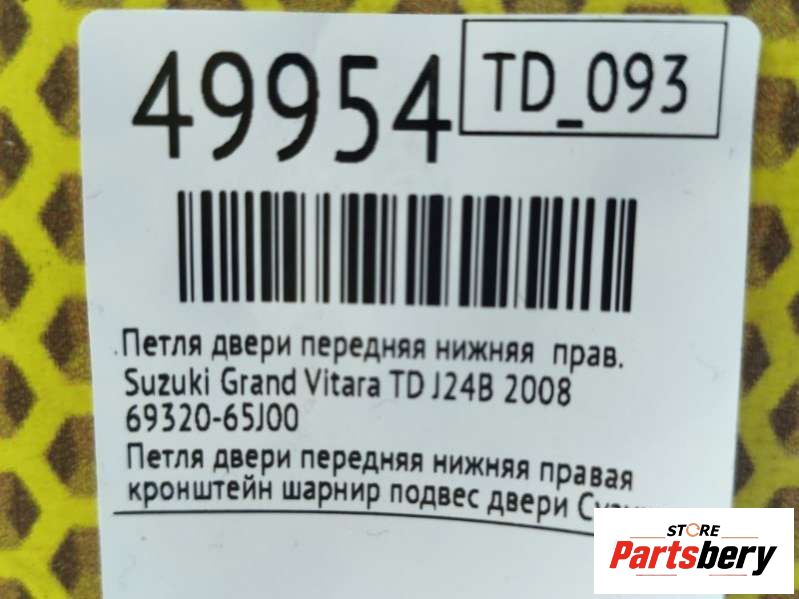 49954
TD_093
Петля двери передняя нижняя прав.
Suzuki Grand Vitara TD J24B 2008
69320-65J00
Петля двери передняя нижняя правая
кронштейн шарнир подвес двери
STORE
Partsbery